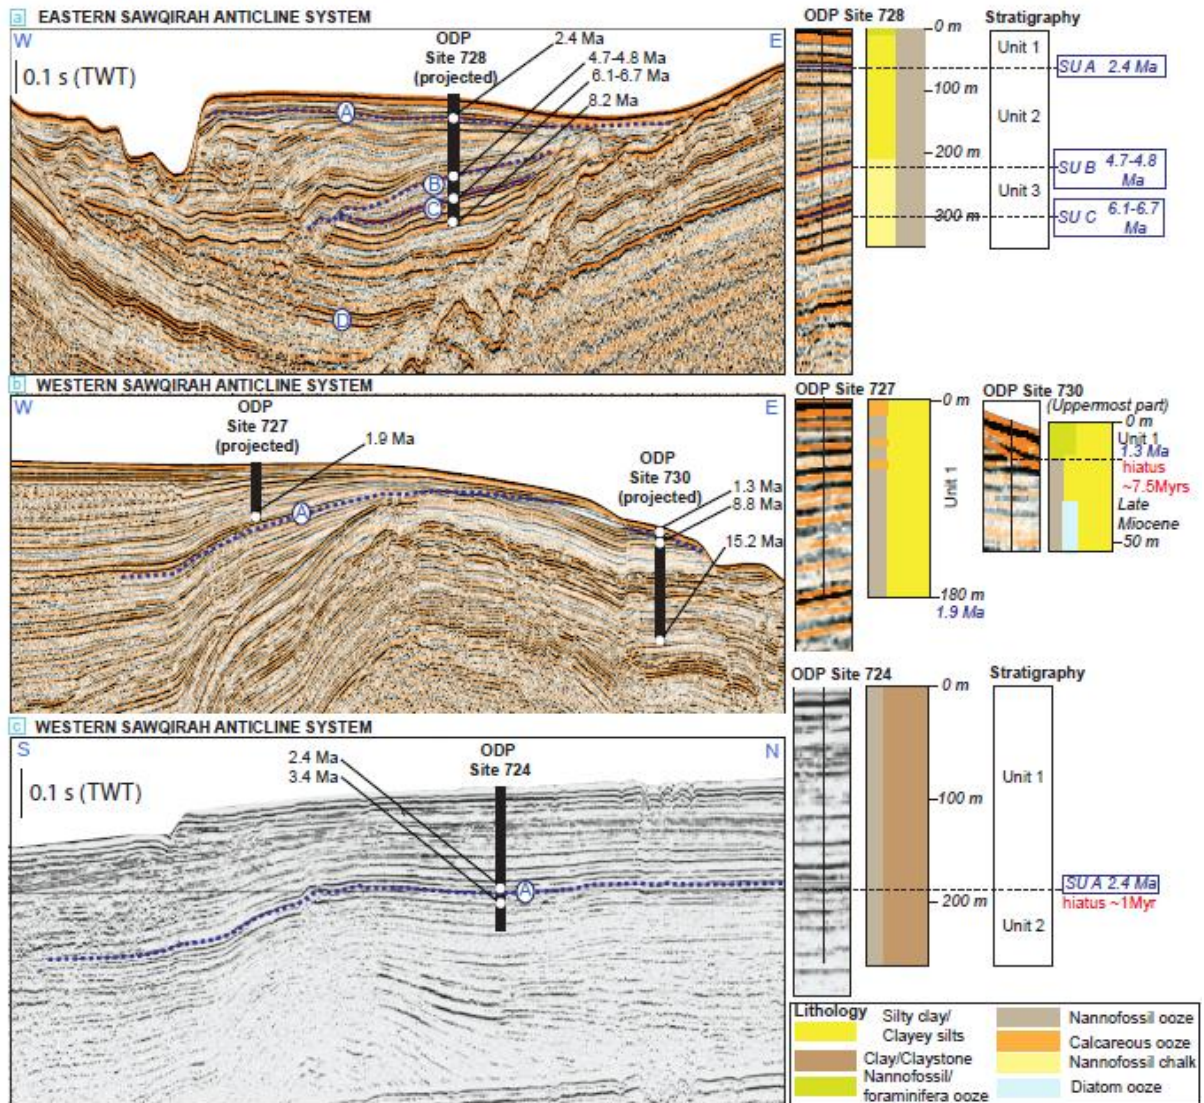 a EASTERN SAWQIRAH ANTICLINE SYSTEM
W
E
0.1 s (TWT)
ODP
Site 728
(projected)
2.4 Ma
4.7-4.8 Ma
6.1-6.7 Ma
8.2 Ma
A
B
C
D
ODP Site 728
0 m
100 m
200 m
300 m
Stratigraphy
Unit 1
Unit 2
Unit 3
SU A 2.4 Ma
SU B 4.7-4.8
Ma
SU C 6.1-6.7
Ma
b WESTERN SAWQIRAH ANTICLINE SYSTEM
W
E
ODP
Site 727
(projected)
1.9 Ma
A
ODP
Site 730
(projected)
1.3 Ma
8.8 Ma
15.2 Ma
ODP Site 727
0 m
Unit 1
180 m
1.9 Ma
ODP Site 730
(Uppermost part)
0 m
Unit 1
1.3 Ma
hiatus
~7.5Myrs
Late
Miocene
50 m
c WESTERN SAWQIRAH ANTICLINE SYSTEM
S
N
0.1 s (TWT)
2.4 Ma
3.4 Ma
ODP
Site 724
A
ODP Site 724
0 m
100 m
200 m
Stratigraphy
Unit 1
Unit 2
SU A 2.4 Ma
hiatus ~1Myr
Lithology
Silty clay/
Clayey silts
Clay/Claystone
Nannofossil/
foraminifera ooze
Nannofossil ooze
Calcareous ooze
Nannofossil chalk
Diatom ooze